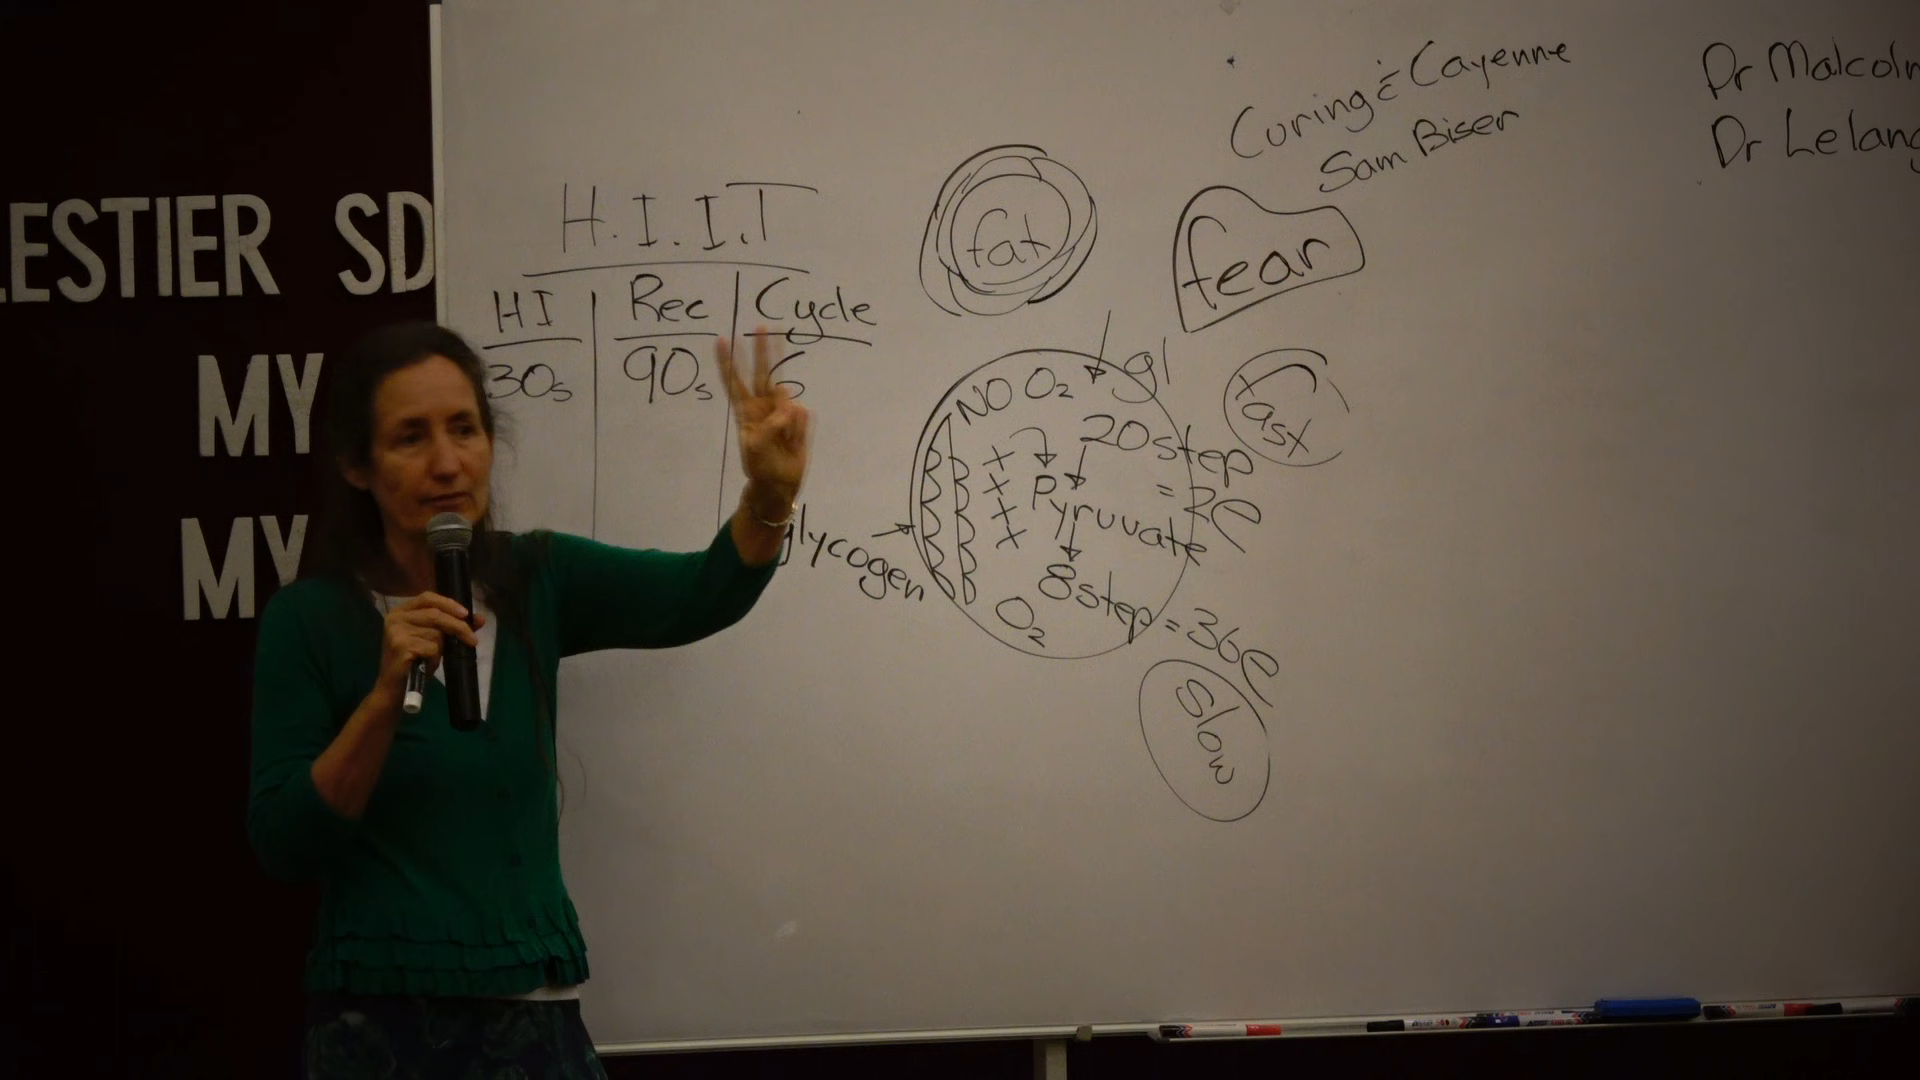 LESTIER SD
MY
MY
H.I.I.T
HI Rec Cycle
30s 90s 6
fat
fear
Curing c̄ Cayenne
Sam Biser
Dr Malcolm
Dr Lelang
NO O₂ gl
20step
= 2e
fast
x
x
x
x
Pyruvate
glycogen
8step = 36e
O₂
Slow